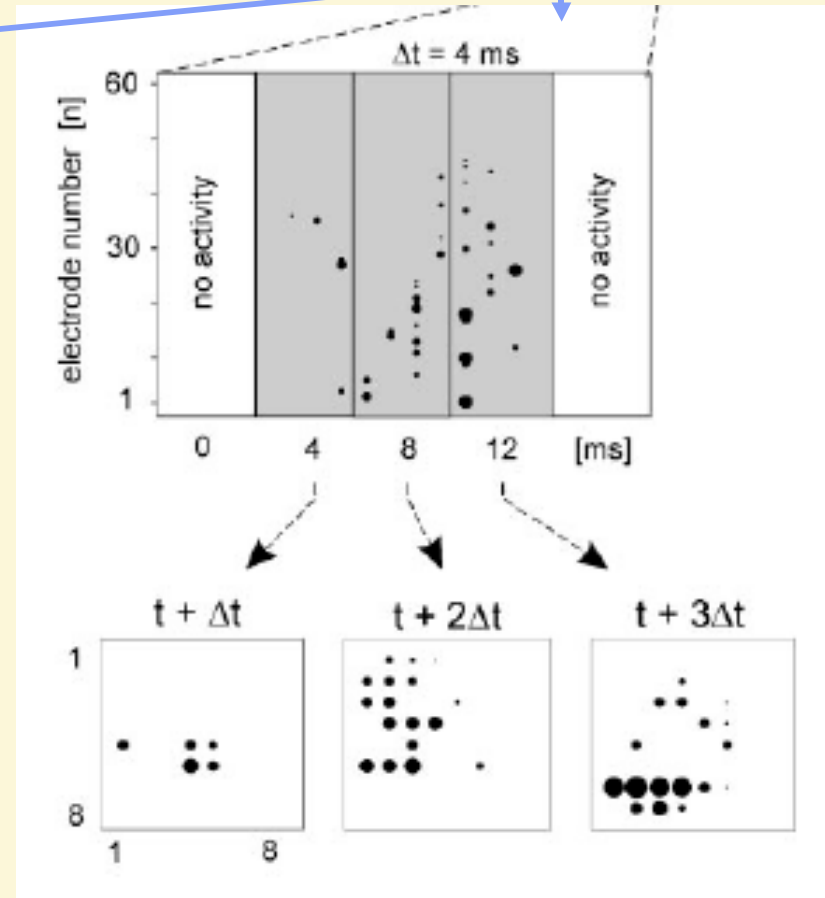 Δt = 4 ms
60
30
1
electrode number [n]
no activity
no activity
0 4 8 12 [ms]
t + Δt t + 2Δt t + 3Δt
1
8
1 8